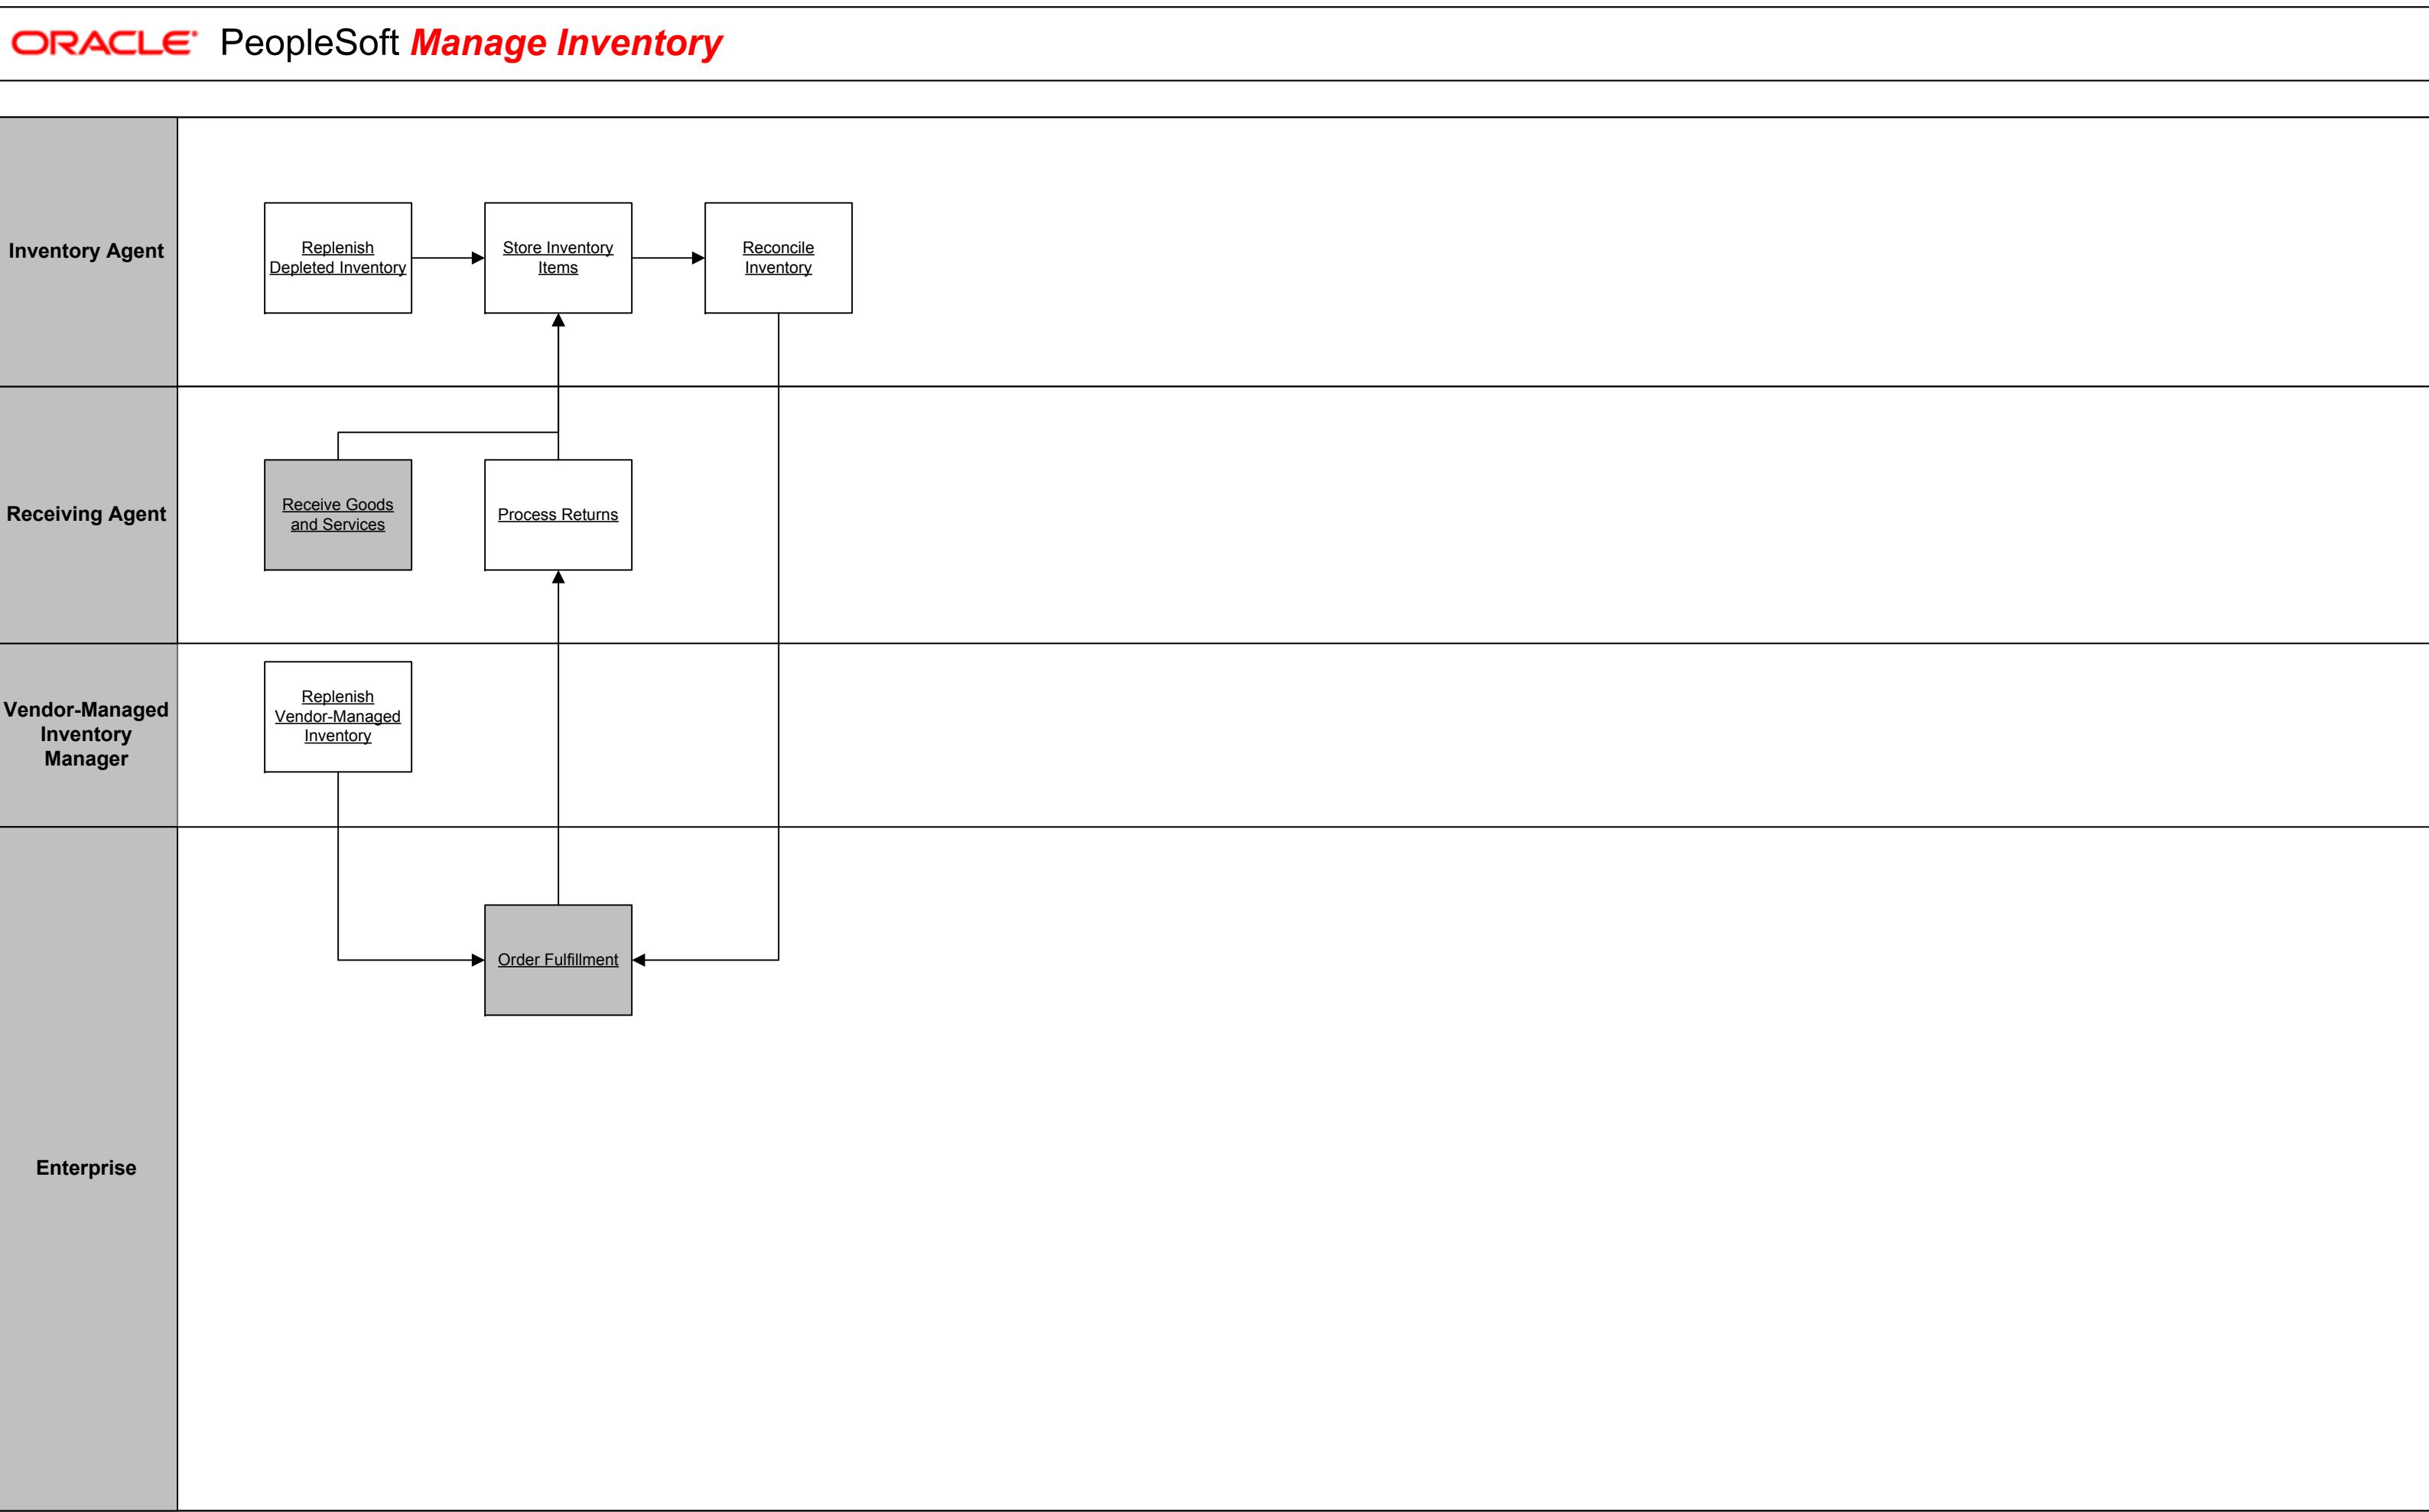 ORACLE® PeopleSoft Manage Inventory
Inventory Agent
Replenish
Depleted Inventory
Store Inventory
Items
Reconcile
Inventory
Receiving Agent
Receive Goods
and Services
Process Returns
Vendor-Managed
Inventory
Manager
Replenish
Vendor-Managed
Inventory
Enterprise
Order Fulfillment